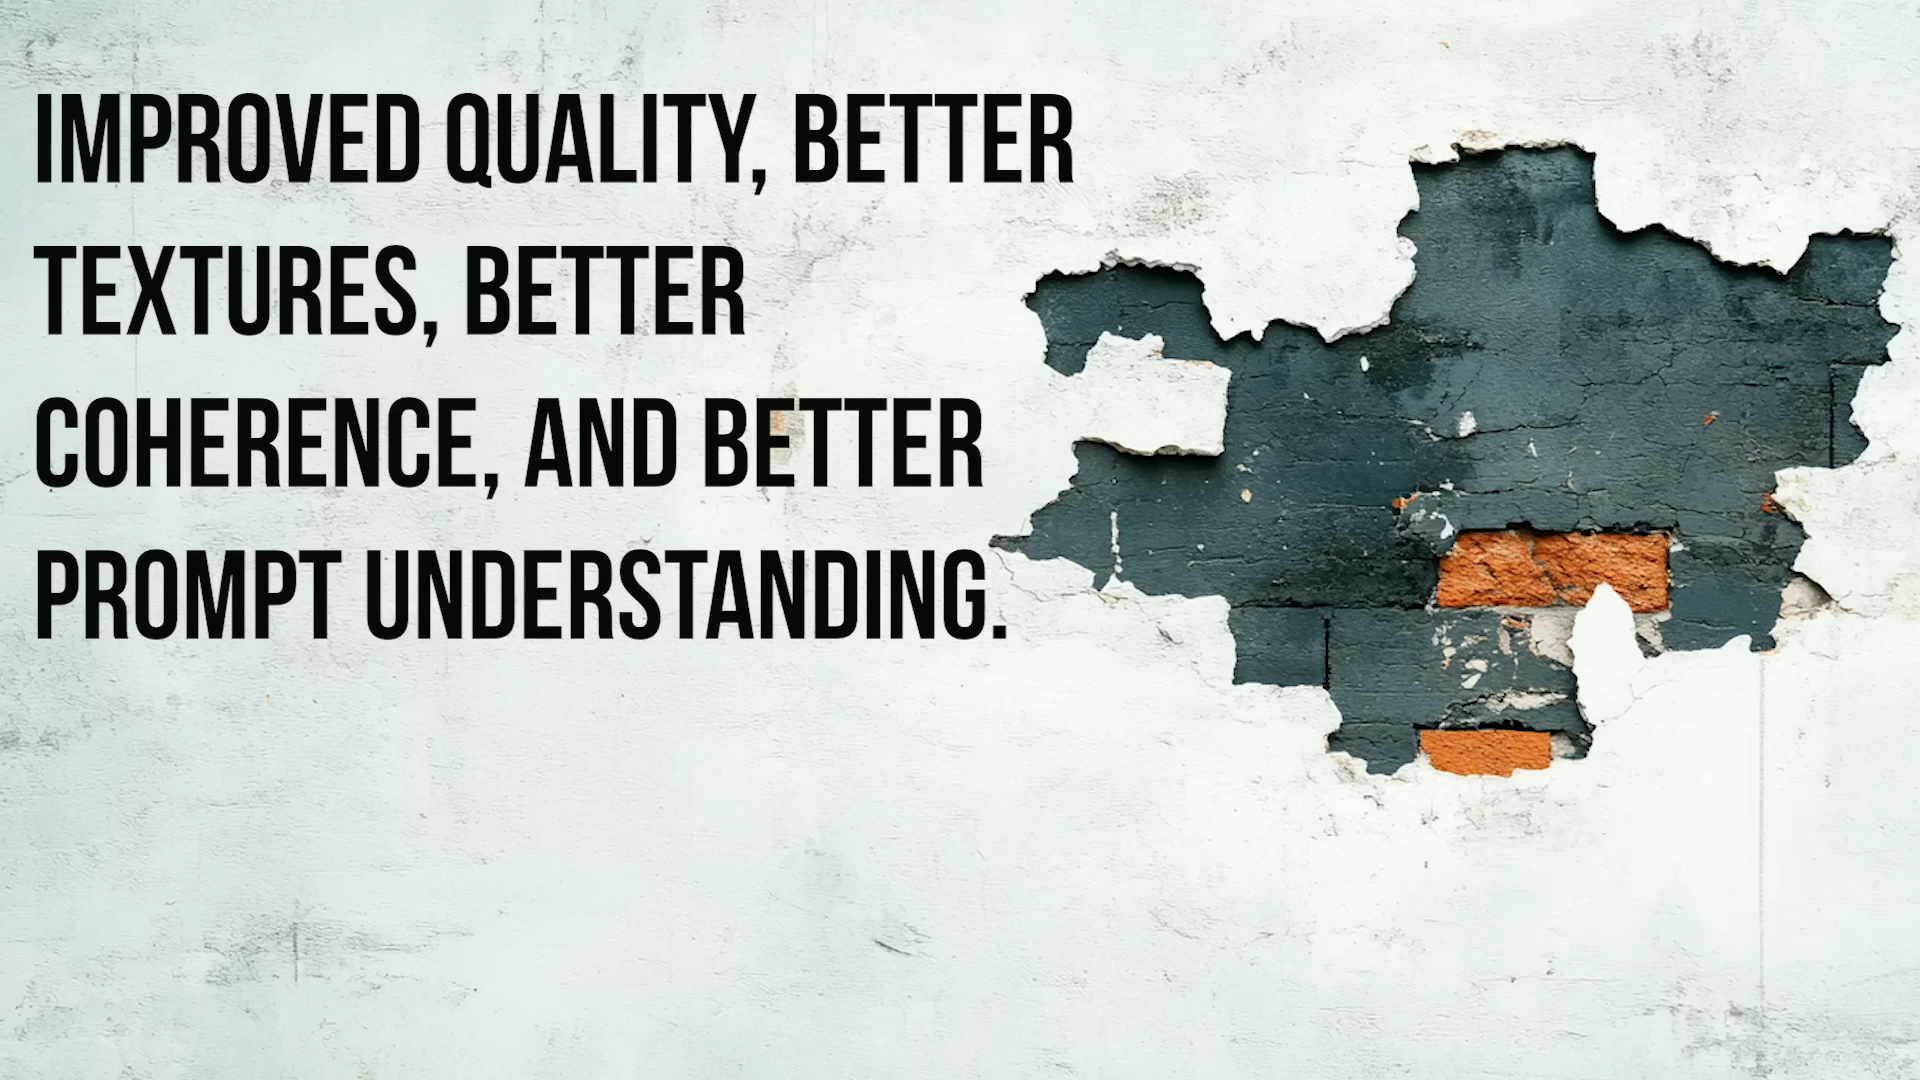 IMPROVED QUALITY, BETTER
TEXTURES, BETTER
COHERENCE, AND BETTER
PROMPT UNDERSTANDING.